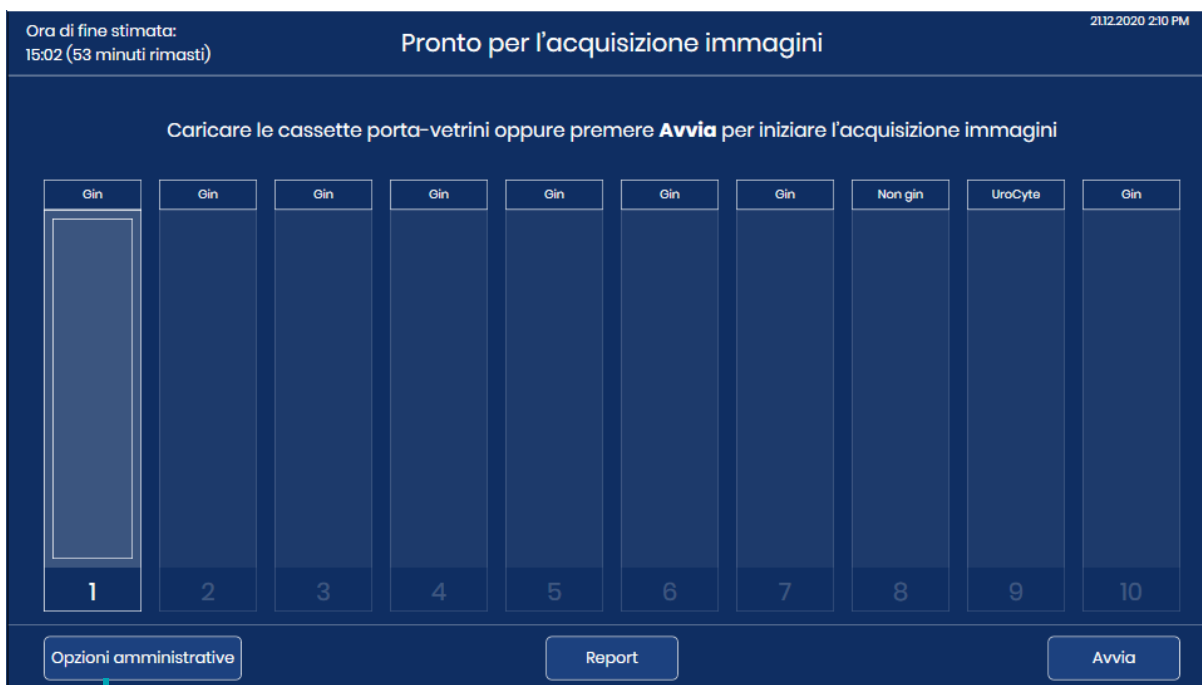 Ora di fine stimata:
15:02 (53 minuti rimasti)
Pronto per l'acquisizione immagini
21.12.2020 2:10 PM
Caricare le cassette porta-vetrini oppure premere Avvia per iniziare l'acquisizione immagini
Gin Gin Gin Gin Gin Gin Gin Non gin UroCyte Gin
1 2 3 4 5 6 7 8 9 10
Opzioni amministrative Report Avvia